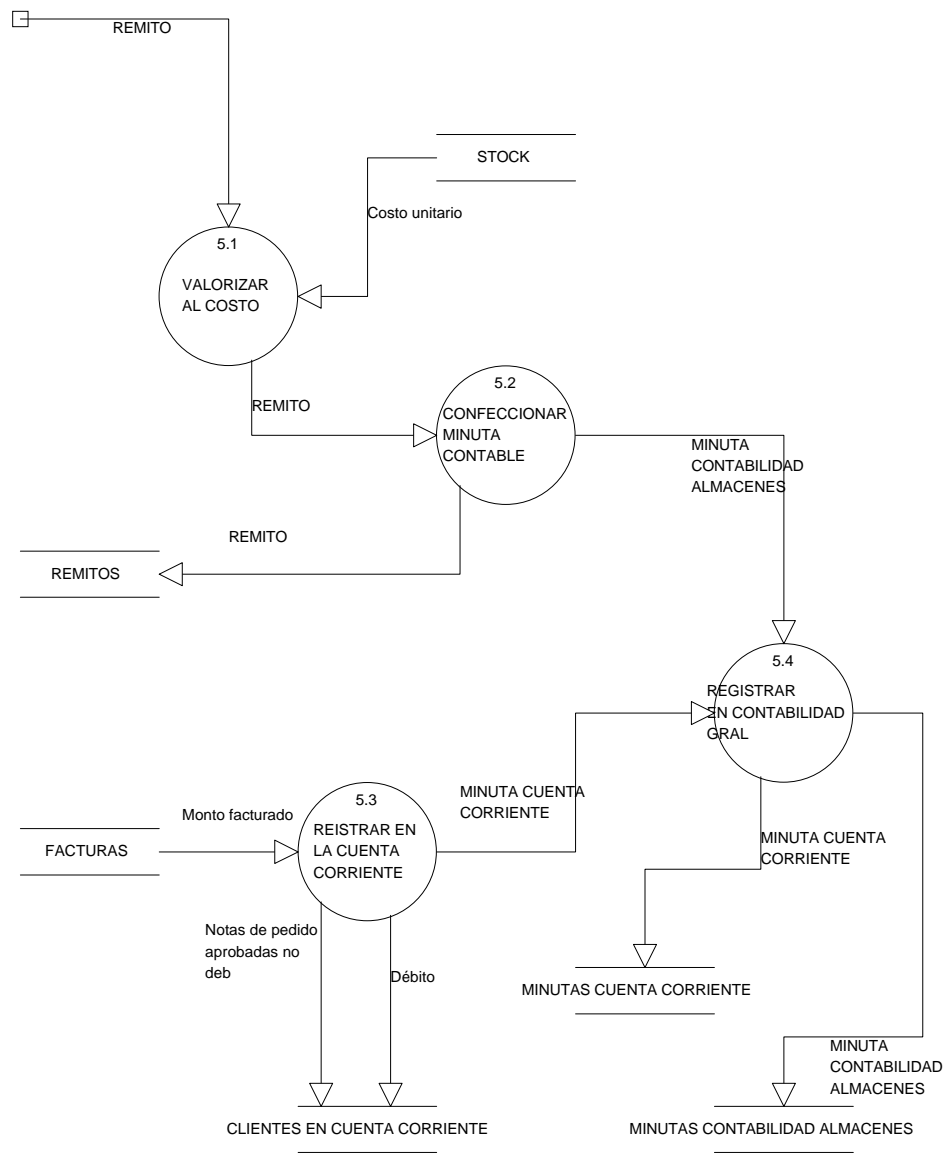 REMITO
STOCK
Costo unitario
5.1
VALORIZAR
AL COSTO
5.2
REMITO
CONFECCIONAR
MINUTA
CONTABLE
MINUTA
CONTABILIDAD
ALMACENES
REMITO
REMITOS
5.4
REGISTRAR
EN CONTABILIDAD
GRAL
MINUTA CUENTA
CORRIENTE
5.3
Monto facturado
REISTRAR EN
LA CUENTA
CORRIENTE
FACTURAS
MINUTA CUENTA
CORRIENTE
Notas de pedido
aprobadas no
deb
Débito
MINUTAS CUENTA CORRIENTE
MINUTA
CONTABILIDAD
ALMACENES
CLIENTES EN CUENTA CORRIENTE
MINUTAS CONTABILIDAD ALMACENES